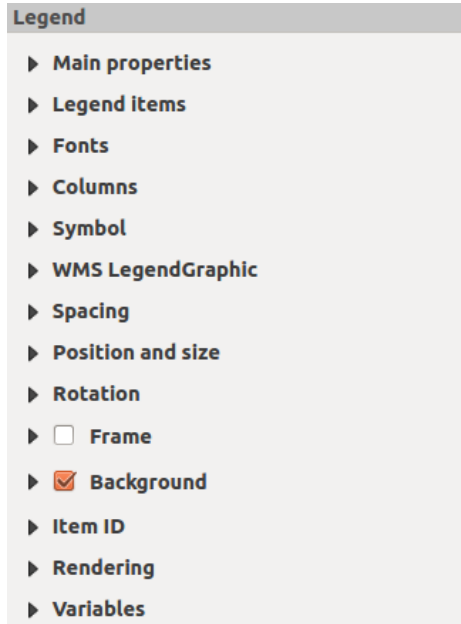 Legend
Main properties
Legend items
Fonts
Columns
Symbol
WMS LegendGraphic
Spacing
Position and size
Rotation
Frame
Background
Item ID
Rendering
Variables